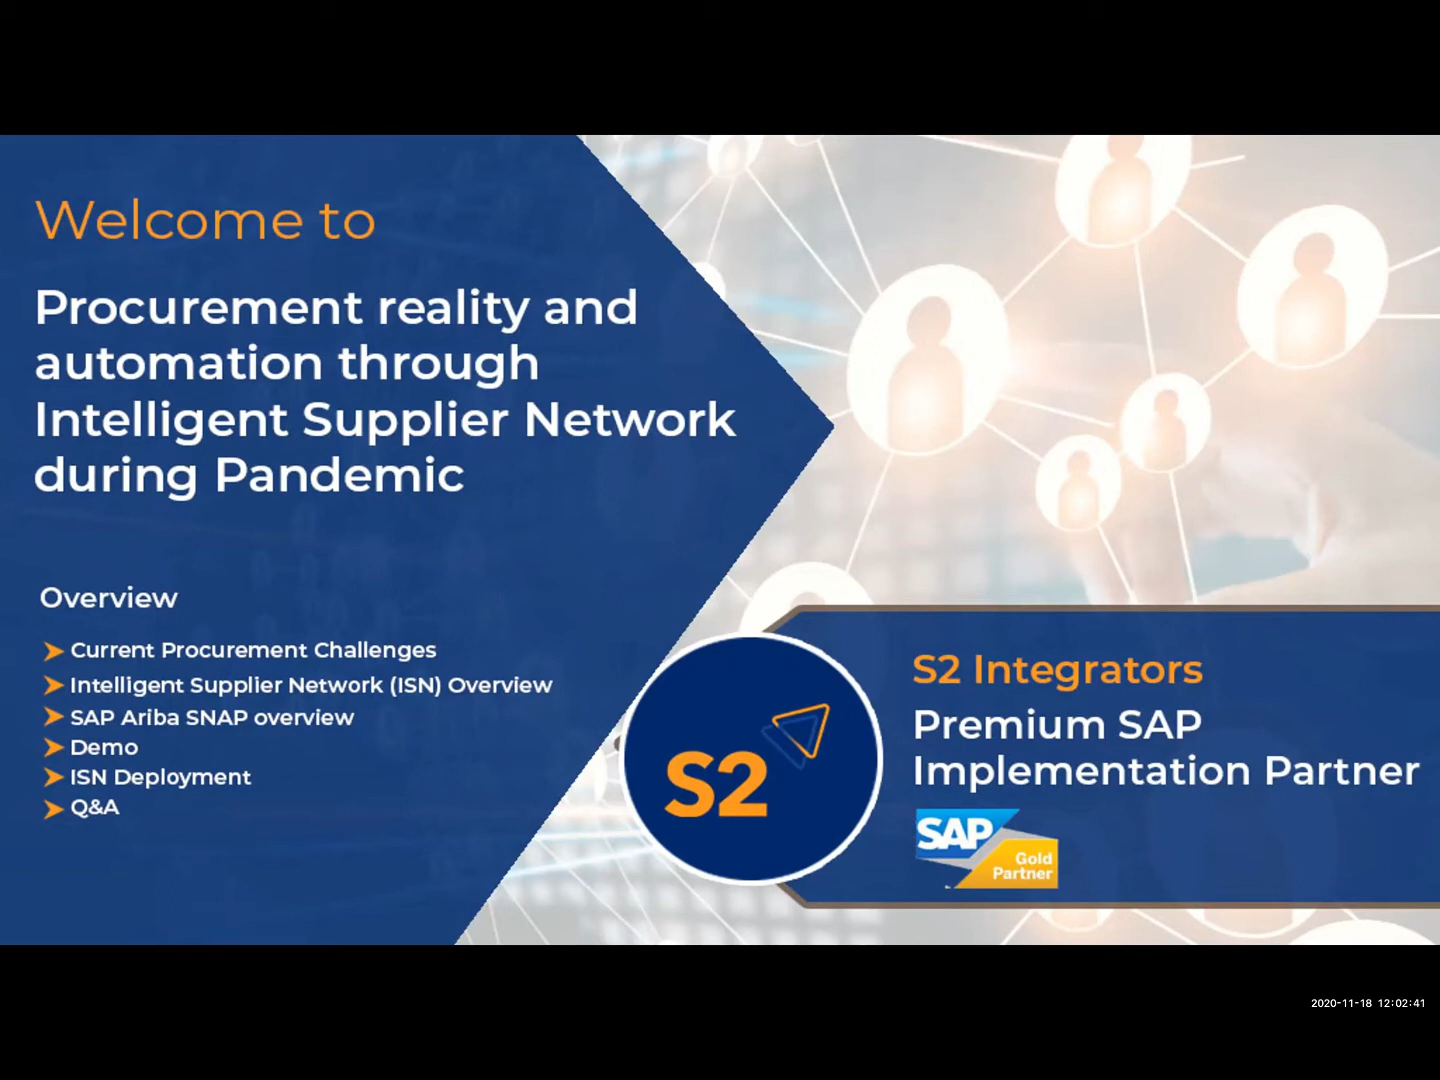 Welcome to
Procurement reality and
automation through
Intelligent Supplier Network
during Pandemic
Overview
Current Procurement Challenges
Intelligent Supplier Network (ISN) Overview
SAP Ariba SNAP overview
Demo
ISN Deployment
Q&A
S2
S2 Integrators
Premium SAP
Implementation Partner
SAP
Gold
Partner
2020-11-18 12:02:41